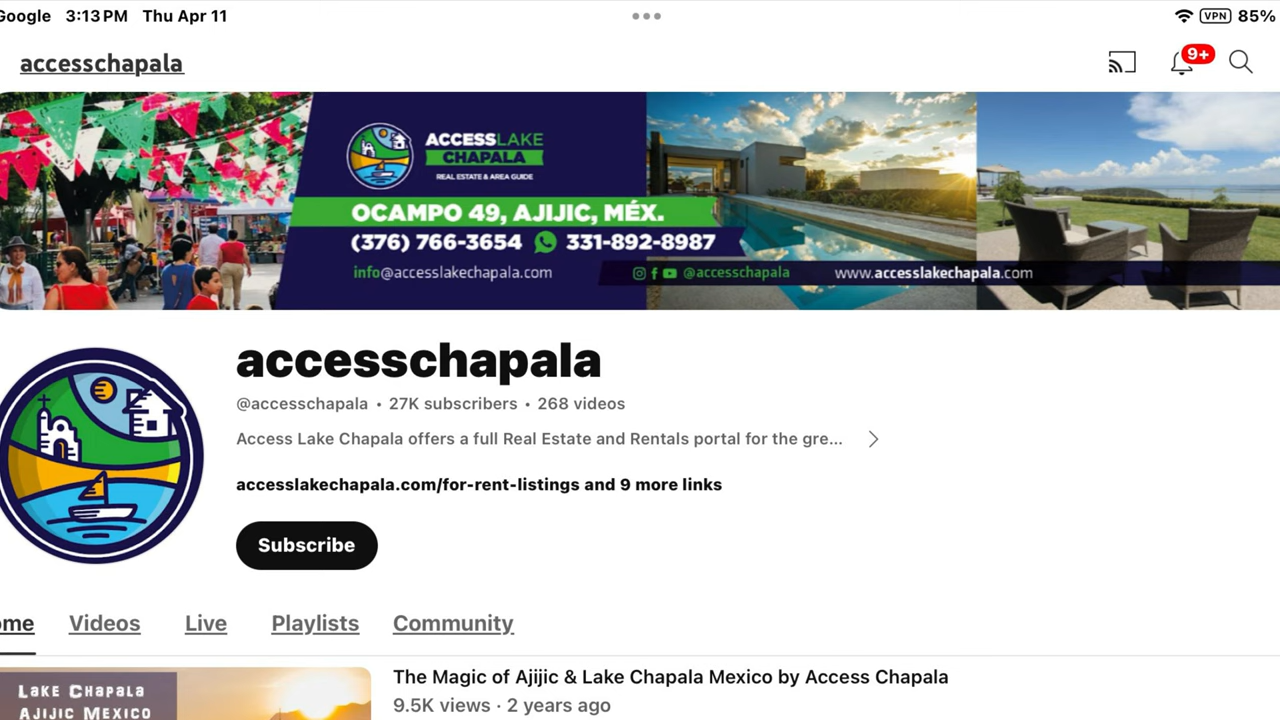 Google 3:13 PM Thu Apr 11 VPN 85%
accesschapala 9+
ACCESSLAKE
CHAPALA
REAL ESTATE & AREA GUIDE
OCAMPO 49, AJIJIC, MÉX.
(376) 766-3654 331-892-8987
info@accesslakechapala.com @accesschapala www.accesslakechapala.com
accesschapala
@accesschapala • 27K subscribers • 268 videos
Access Lake Chapala offers a full Real Estate and Rentals portal for the gre...
accesslakechapala.com/for-rent-listings and 9 more links
Subscribe
ome Videos Live Playlists Community
The Magic of Ajijic & Lake Chapala Mexico by Access Chapala
9.5K views · 2 years ago
LAKE CHAPALA
AJIJIC MEXICO